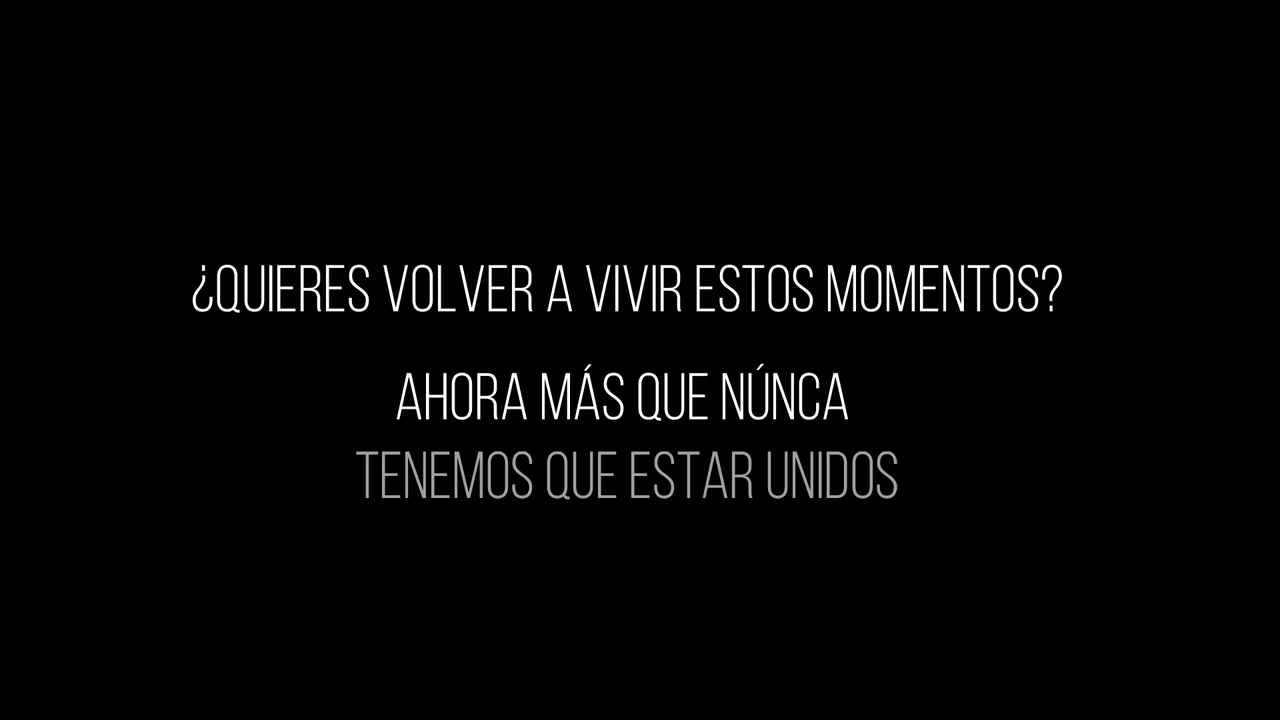 ¿QUIERES VOLVER A VIVIR ESTOS MOMENTOS?
AHORA MÁS QUE NÚNCA
TENEMOS QUE ESTAR UNIDOS